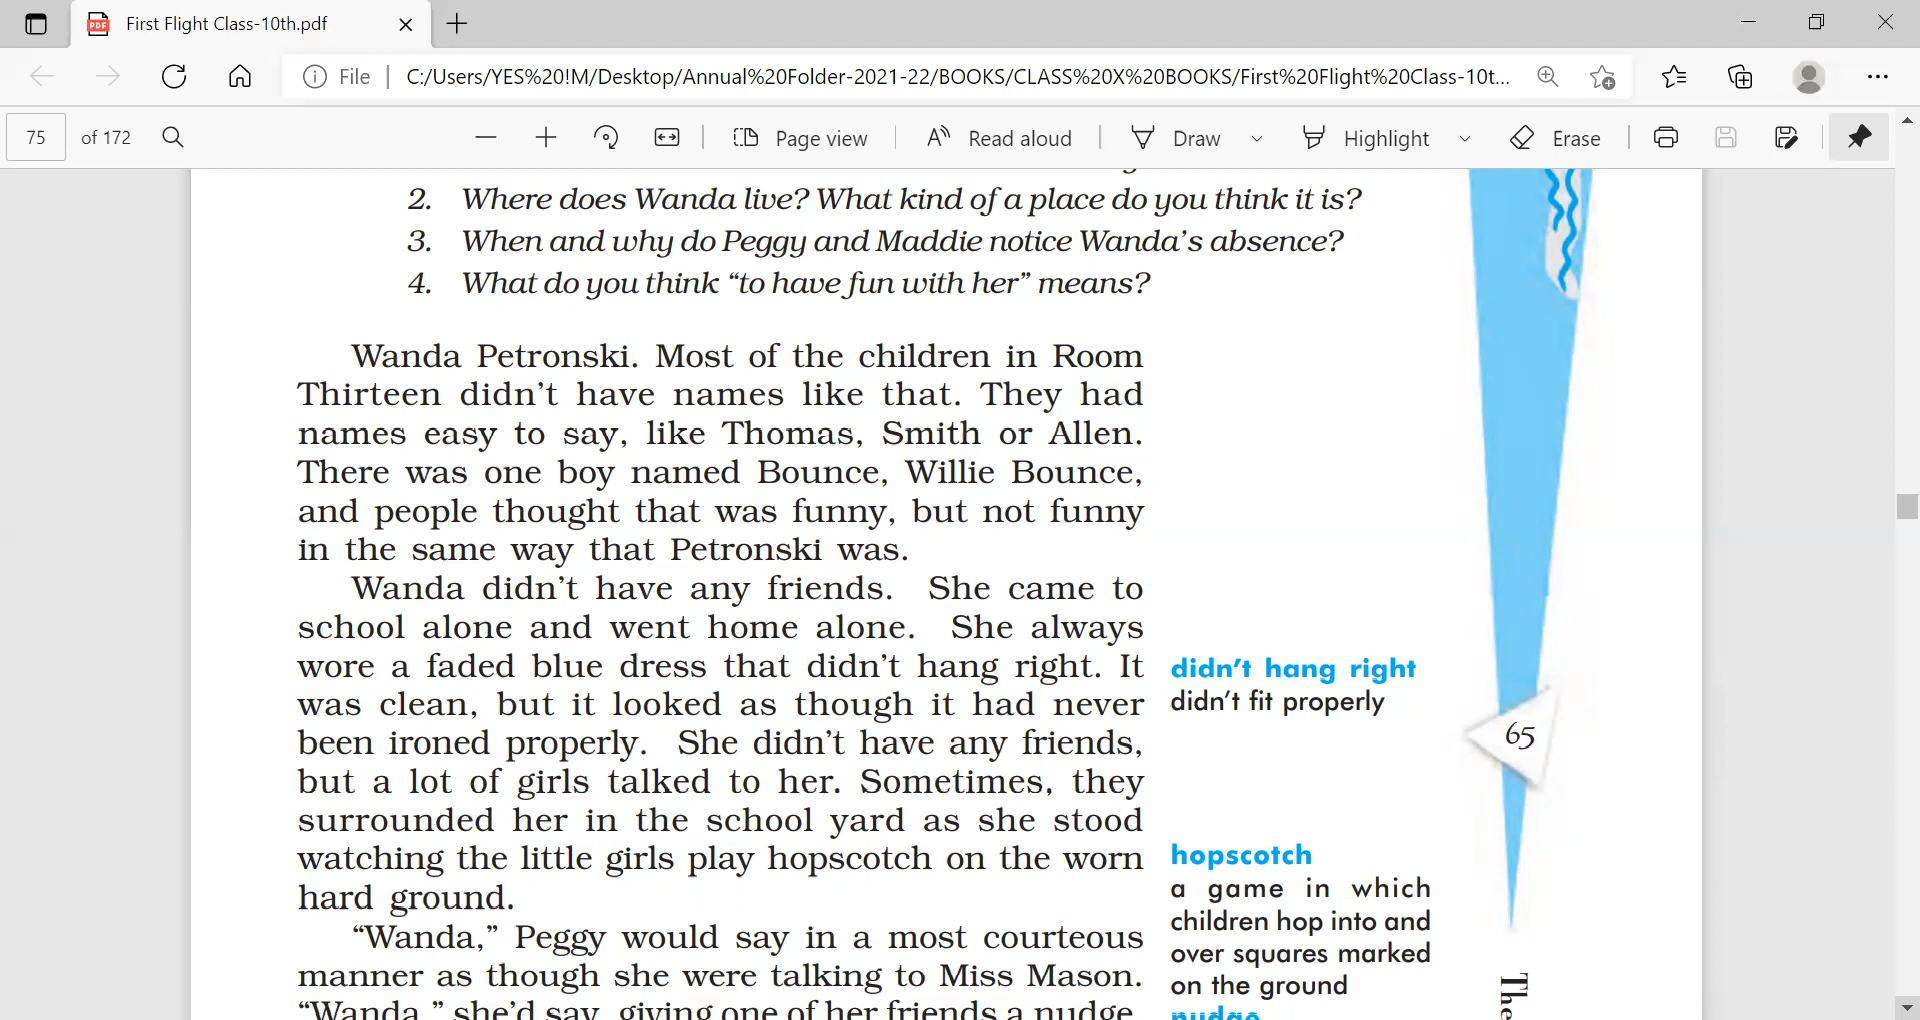 First Flight Class-10th.pdf
File
C:/Users/YES%20!M/Desktop/Annual%20Folder-2021-22/BOOKS/CLASS%20X%20BOOKS/First%20Flight%20Class-10t...
75 of 172
Page view
Read aloud
Draw
Highlight
Erase
2. Where does Wanda live? What kind of a place do you think it is?
3. When and why do Peggy and Maddie notice Wanda's absence?
4. What do you think “to have fun with her” means?
Wanda Petronski. Most of the children in Room
Thirteen didn't have names like that. They had
names easy to say, like Thomas, Smith or Allen.
There was one boy named Bounce, Willie Bounce,
and people thought that was funny, but not funny
in the same way that Petronski was.
Wanda didn't have any friends. She came to
school alone and went home alone. She always
wore a faded blue dress that didn't hang right. It
was clean, but it looked as though it had never
been ironed properly. She didn't have any friends,
but a lot of girls talked to her. Sometimes, they
surrounded her in the school yard as she stood
watching the little girls play hopscotch on the worn
hard ground.
“Wanda,” Peggy would say in a most courteous
manner as though she were talking to Miss Mason.
“Wanda,” she'd say, giving one of her friends a nudge,
didn't hang right
didn't fit properly
hopscotch
a game in which
children hop into and
over squares marked
on the ground
nudge
65
The